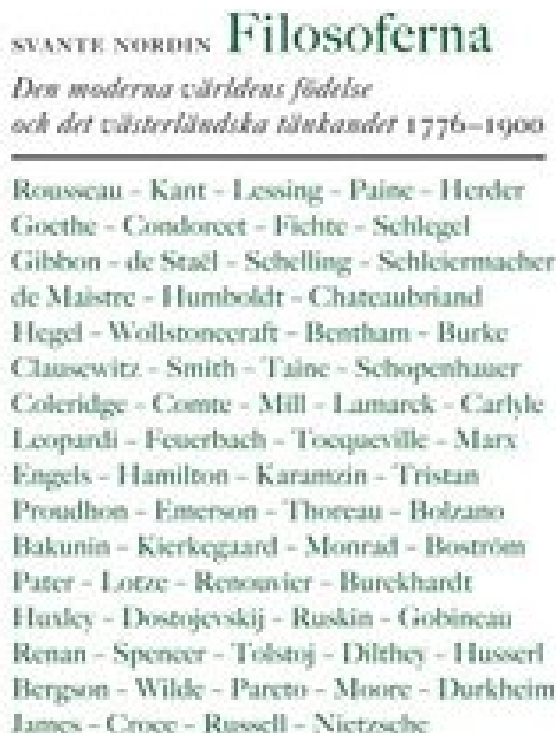 SVANTE NORDIN Filosoferna
Den moderna världens födelse
och det västerländska tänkandet 1776–1900
Rousseau – Kant – Lessing – Paine – Herder
Goethe – Condorcet – Fichte – Schlegel
Gibbon – de Staël – Schelling – Schleiermacher
de Maistre – Humboldt – Chateaubriand
Hegel – Wollstonecraft – Bentham – Burke
Clausewitz – Smith – Taine – Schopenhauer
Coleridge – Comte – Mill – Lamarck – Carlyle
Leopardi – Feuerbach – Tocqueville – Marx
Engels – Hamilton – Karamzin – Tristan
Proudhon – Emerson – Thoreau – Bolzano
Bakunin – Kierkegaard – Monrad – Boström
Pater – Lotze – Renouvier – Burckhardt
Huxley – Dostojevskij – Ruskin – Gobineau
Renan – Spencer – Tolstoj – Dilthey – Husserl
Bergson – Wilde – Pareto – Moore – Durkheim
James – Croce – Russell – Nietzsche